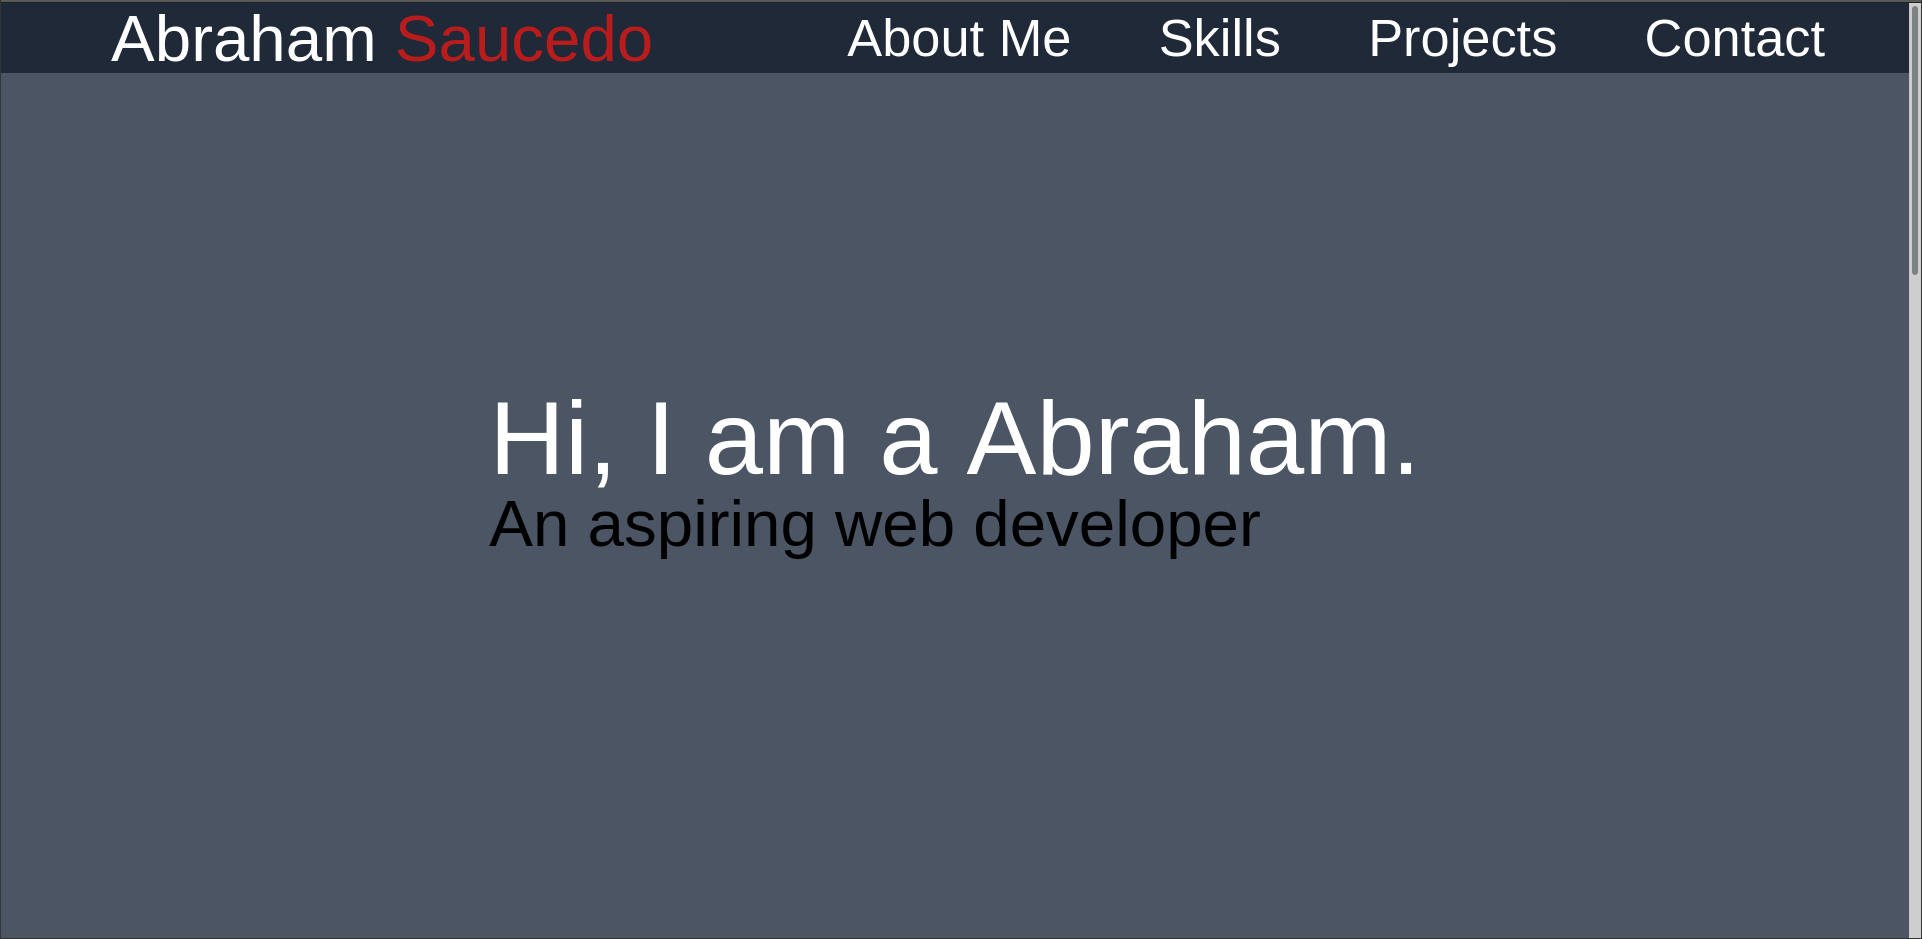 Abraham Saucedo About Me Skills Projects Contact
Hi, I am a Abraham.
An aspiring web developer